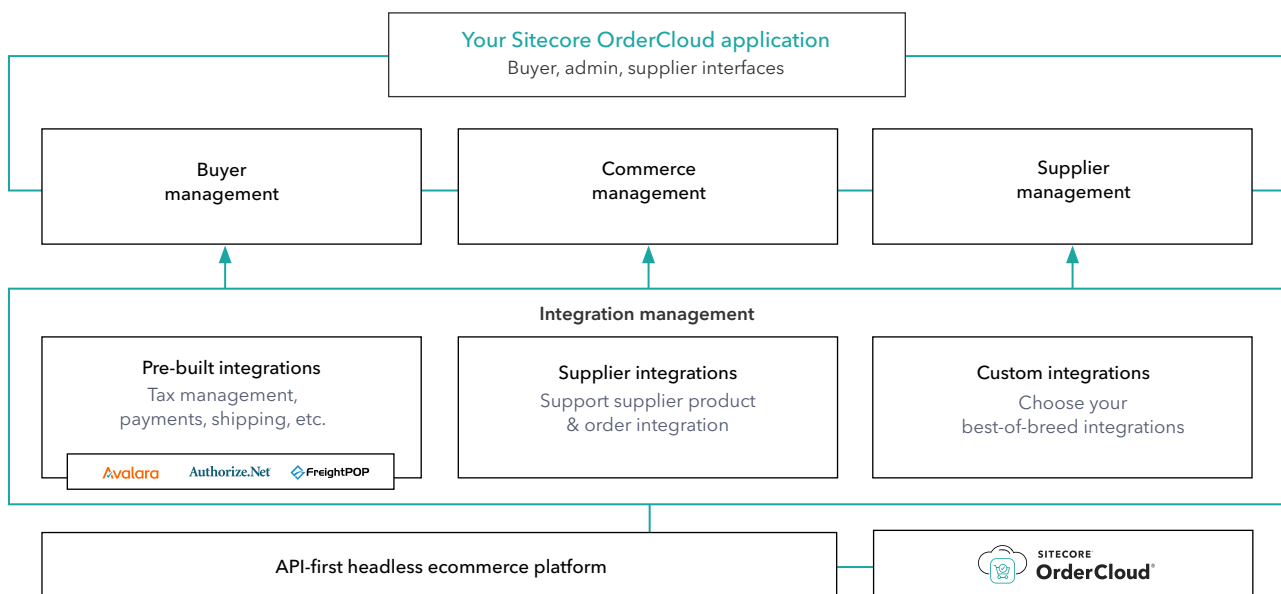 Your Sitecore OrderCloud application
Buyer, admin, supplier interfaces
Buyer
management
Commerce
management
Supplier
management
Integration management
Pre-built integrations
Tax management,
payments, shipping, etc.
Avalara
Authorize.Net
FreightPOP
Supplier integrations
Support supplier product
& order integration
Custom integrations
Choose your
best-of-breed integrations
API-first headless ecommerce platform
SITECORE
OrderCloud®